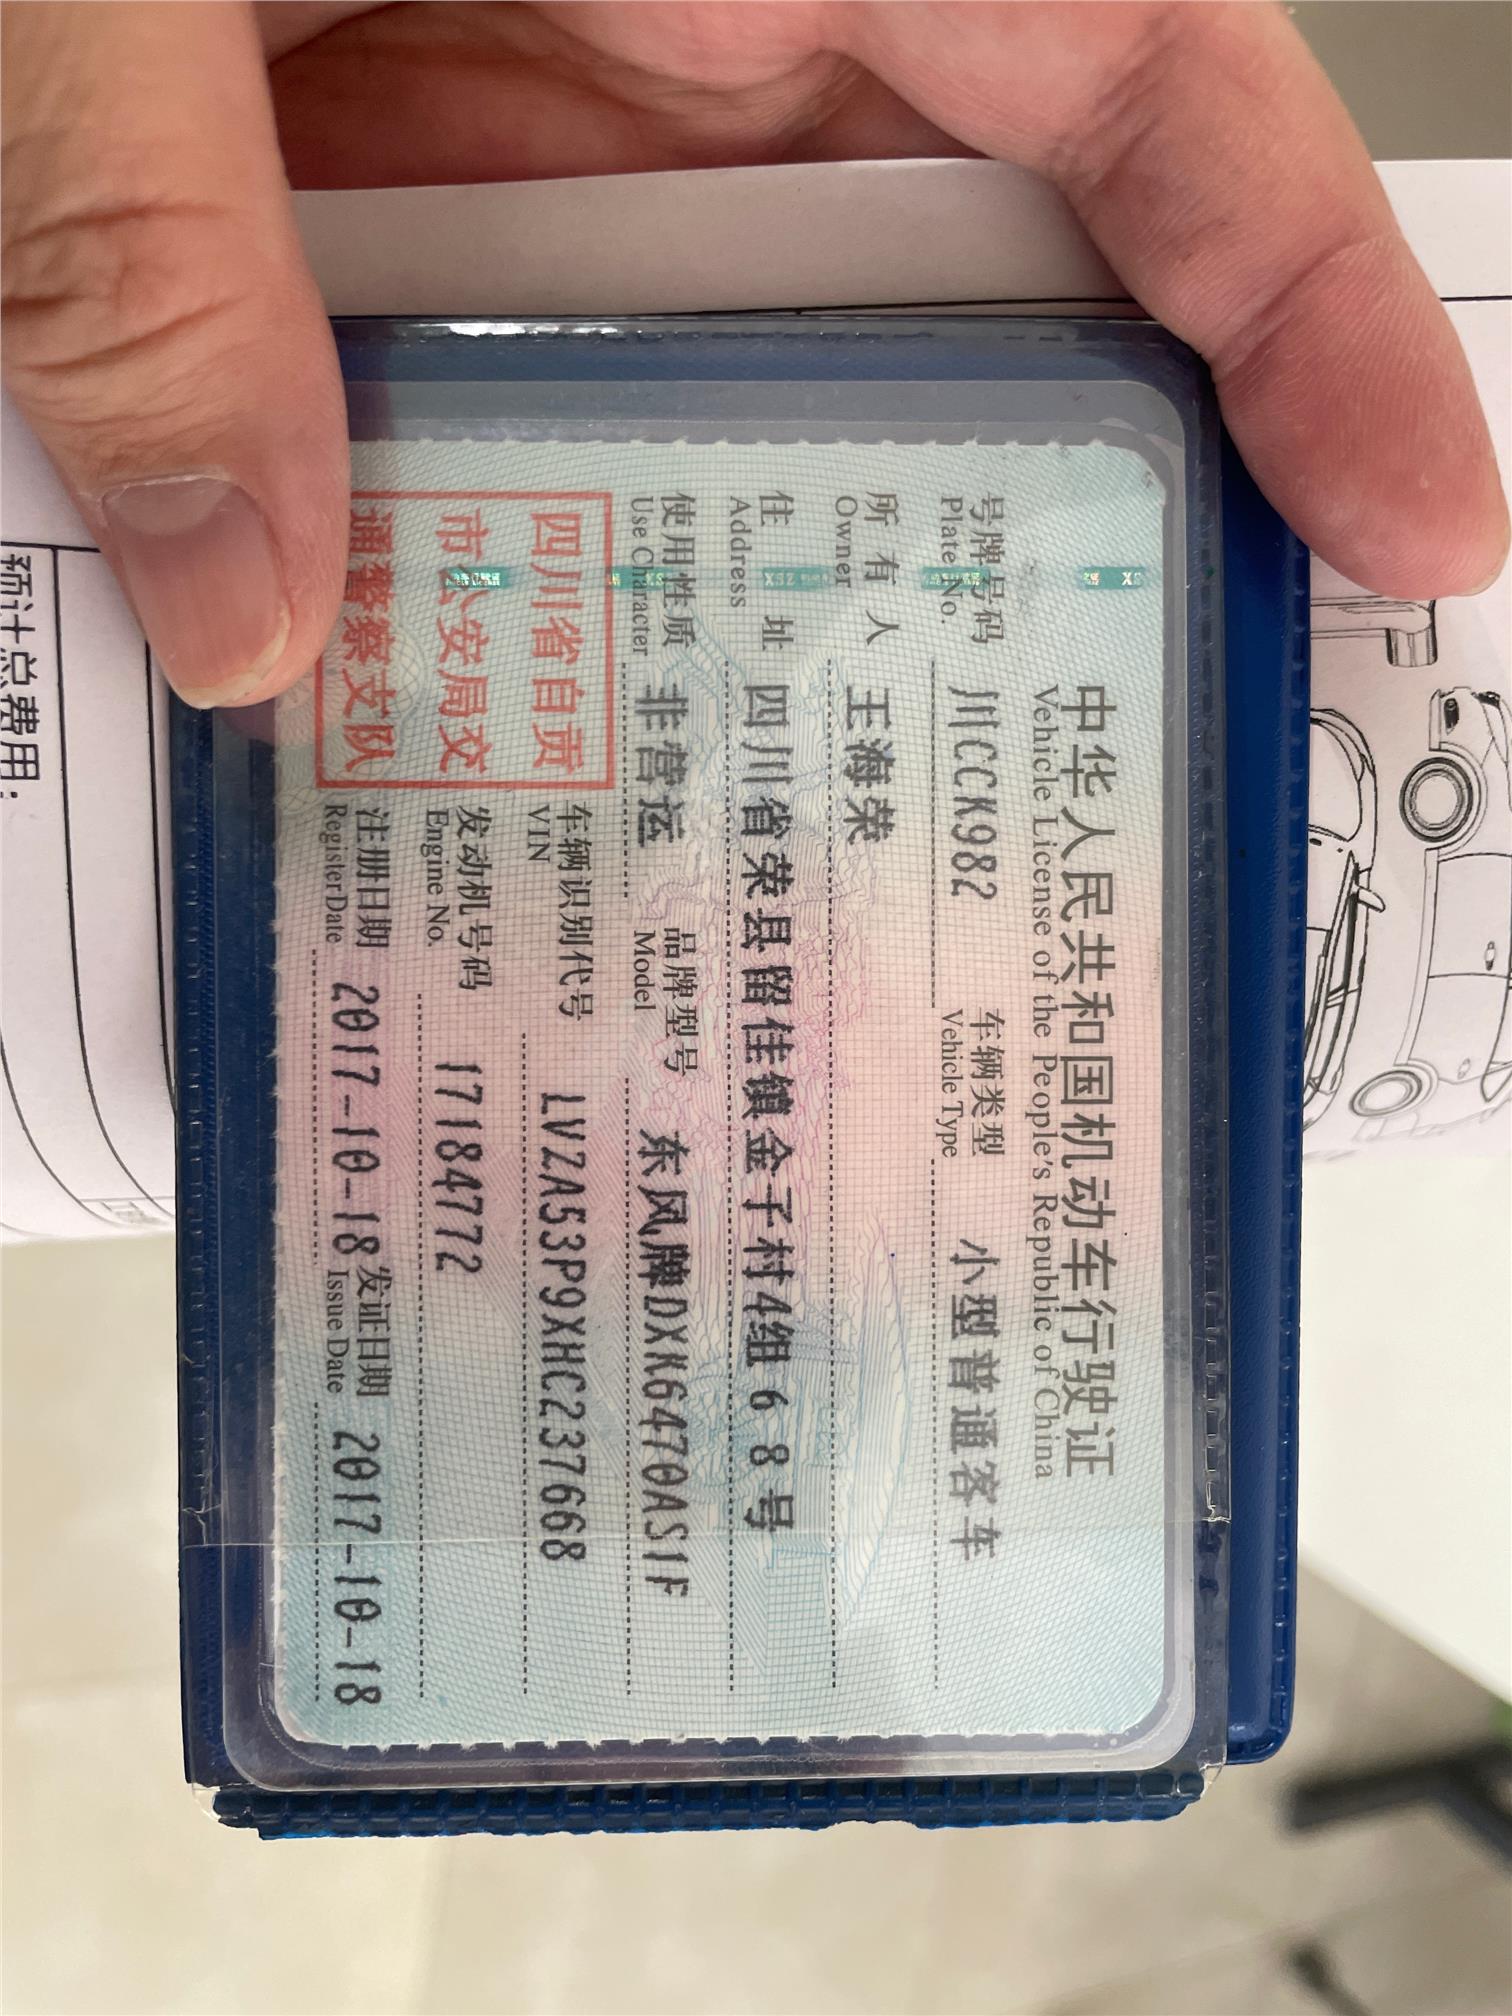 中华人民共和国机动车行驶证
Vehicle License of the People's Republic of China
号牌号码 川CCK982 车辆类型 小型普通客车
Plate No. Vehicle Type
所有人 王海荣
Owner
住址 四川省荣县留佳镇金子村4组68号
Address
使用性质 非营运 品牌型号 东风牌DXK6470AS1F
Use Character Model
四川省自贡
市公安局交
通警察支队
车辆识别代号 LVZA53P9XHC237668
VIN
发动机号码 17184772
Engine No.
注册日期 2017-10-18 发证日期 2017-10-18
RegisterDate Issue Date
预计总费用: